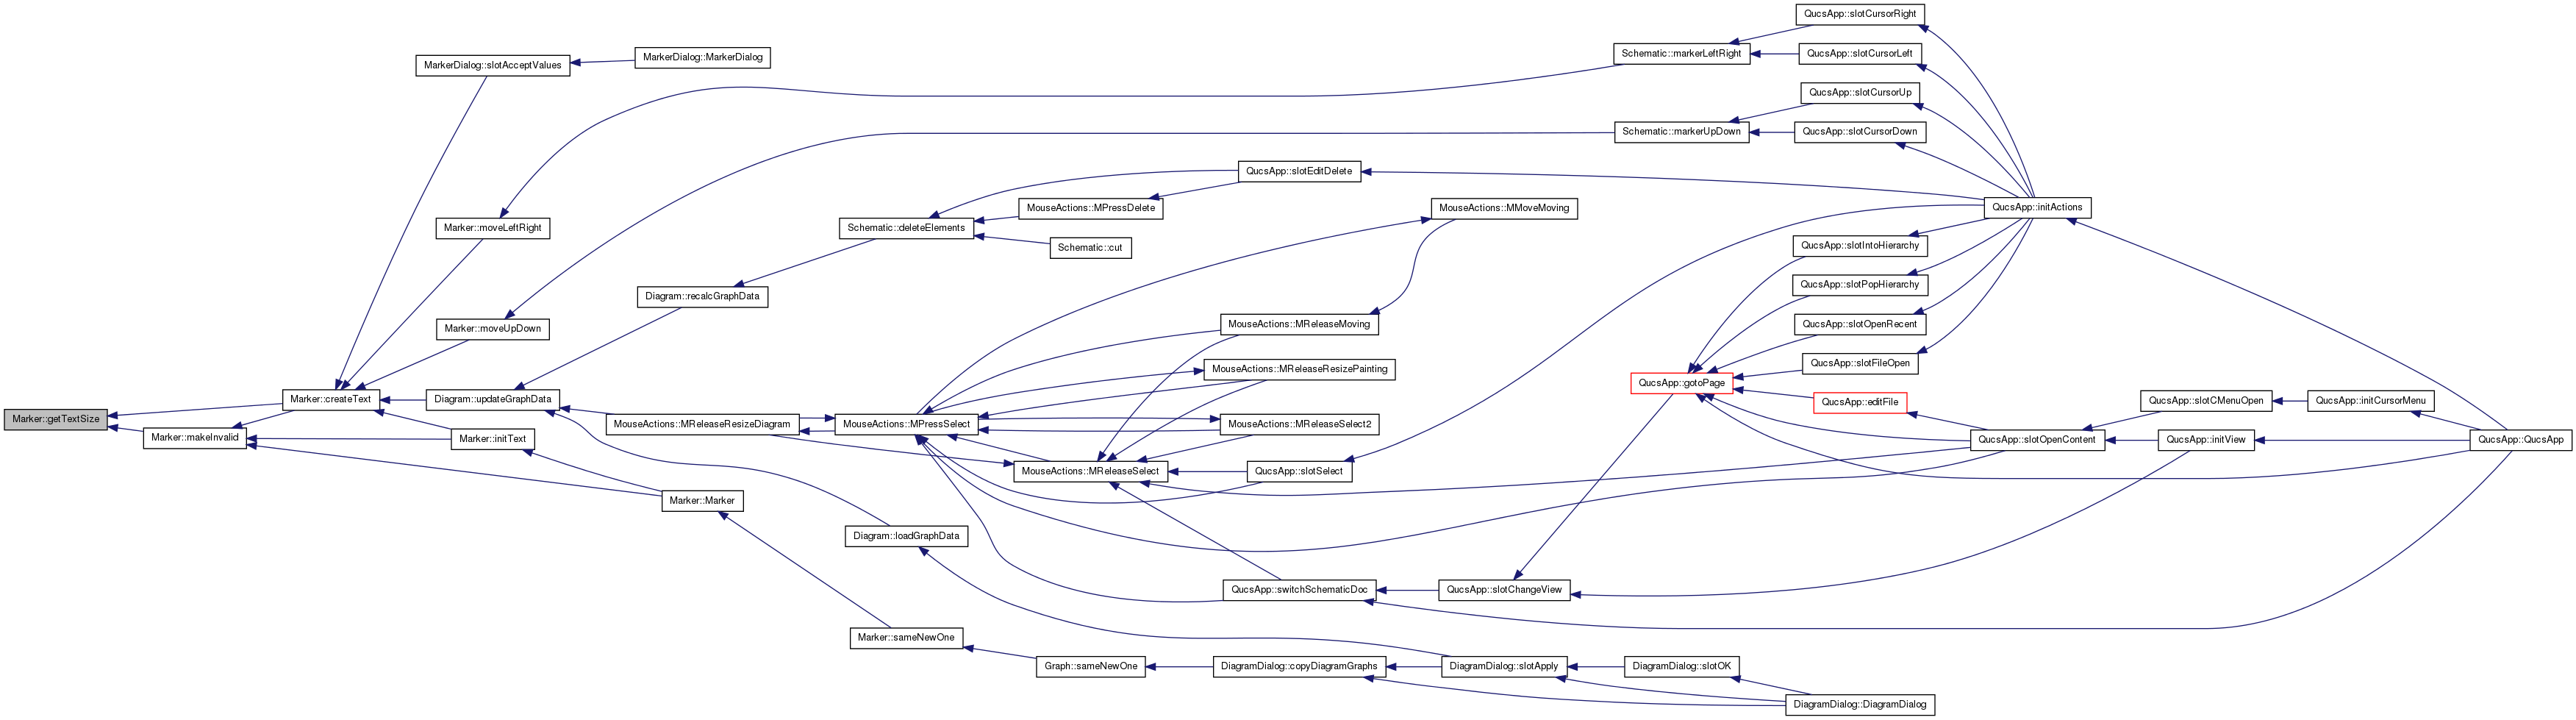 QucsApp::slotCursorRight
MarkerDialog::MarkerDialog
Schematic::markerLeftRight
QucsApp::slotCursorLeft
MarkerDialog::slotAcceptValues
QucsApp::slotCursorUp
Schematic::markerUpDown
QucsApp::slotCursorDown
QucsApp::slotEditDelete
MouseActions::MPressDelete
MouseActions::MMoveMoving
QucsApp::initActions
Marker::moveLeftRight
Schematic::deleteElements
Schematic::cut
QucsApp::slotIntoHierarchy
QucsApp::slotPopHierarchy
Diagram::recalcGraphData
Marker::moveUpDown
MouseActions::MReleaseMoving
QucsApp::slotOpenRecent
QucsApp::slotFileOpen
MouseActions::MReleaseResizePainting
QucsApp::gotoPage
Marker::createText
Diagram::updateGraphData
QucsApp::editFile
QucsApp::slotCMenuOpen
QucsApp::initCursorMenu
Marker::getTextSize
MouseActions::MReleaseResizeDiagram
MouseActions::MPressSelect
MouseActions::MReleaseSelect2
Marker::makeInvalid
Marker::initText
QucsApp::slotOpenContent
QucsApp::initView
QucsApp::QucsApp
MouseActions::MReleaseSelect
QucsApp::slotSelect
Marker::Marker
Diagram::loadGraphData
QucsApp::switchSchematicDoc
QucsApp::slotChangeView
Marker::sameNewOne
Graph::sameNewOne
DiagramDialog::copyDiagramGraphs
DiagramDialog::slotApply
DiagramDialog::slotOK
DiagramDialog::DiagramDialog